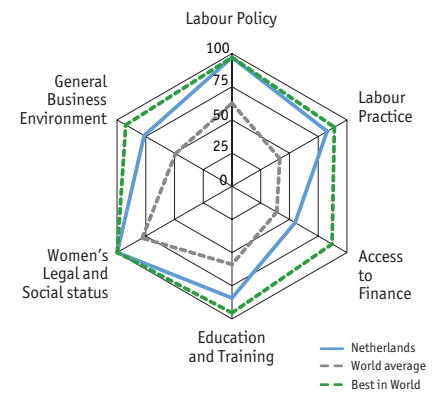 Labour Policy
100
75
50
25
0
General
Business
Environment
Labour
Practice
Women's
Legal and
Social status
Access
to
Finance
Education
and Training
Netherlands
World average
Best in World